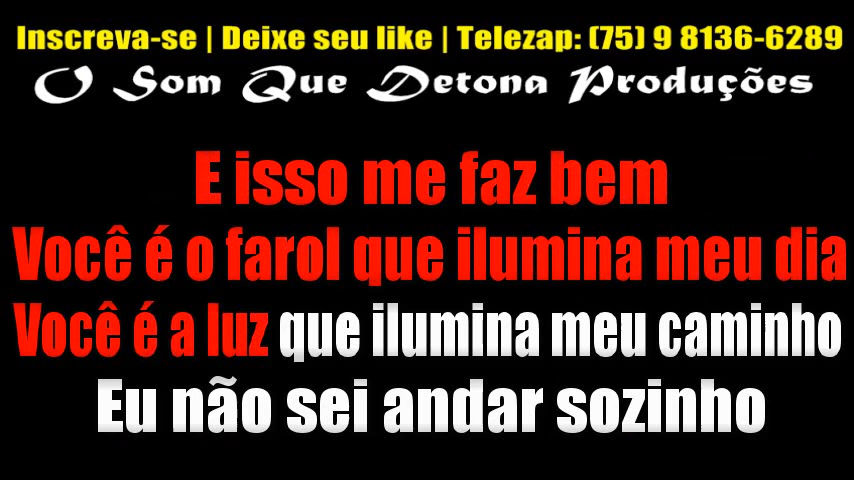 Inscreva-se | Deixe seu like | Telezap: (75) 9 8136-6289
O Som Que Detona Produções
E isso me faz bem
Você é o farol que ilumina meu dia
Você é a luz que ilumina meu caminho
Eu não sei andar sozinho